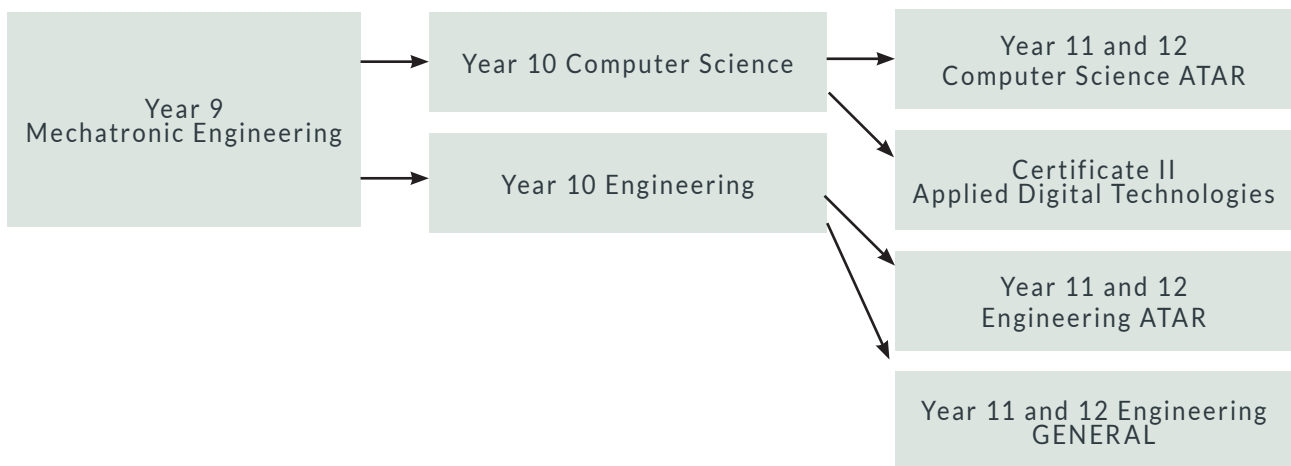 Year 9
Mechatronic Engineering
Year 10 Computer Science
Year 10 Engineering
Year 11 and 12
Computer Science ATAR
Certificate II
Applied Digital Technologies
Year 11 and 12
Engineering ATAR
Year 11 and 12 Engineering
GENERAL